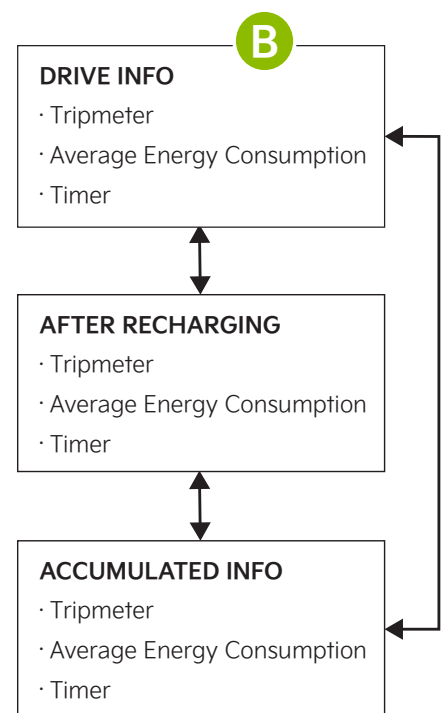 B
DRIVE INFO
· Tripmeter
· Average Energy Consumption
· Timer
AFTER RECHARGING
· Tripmeter
· Average Energy Consumption
· Timer
ACCUMULATED INFO
· Tripmeter
· Average Energy Consumption
· Timer